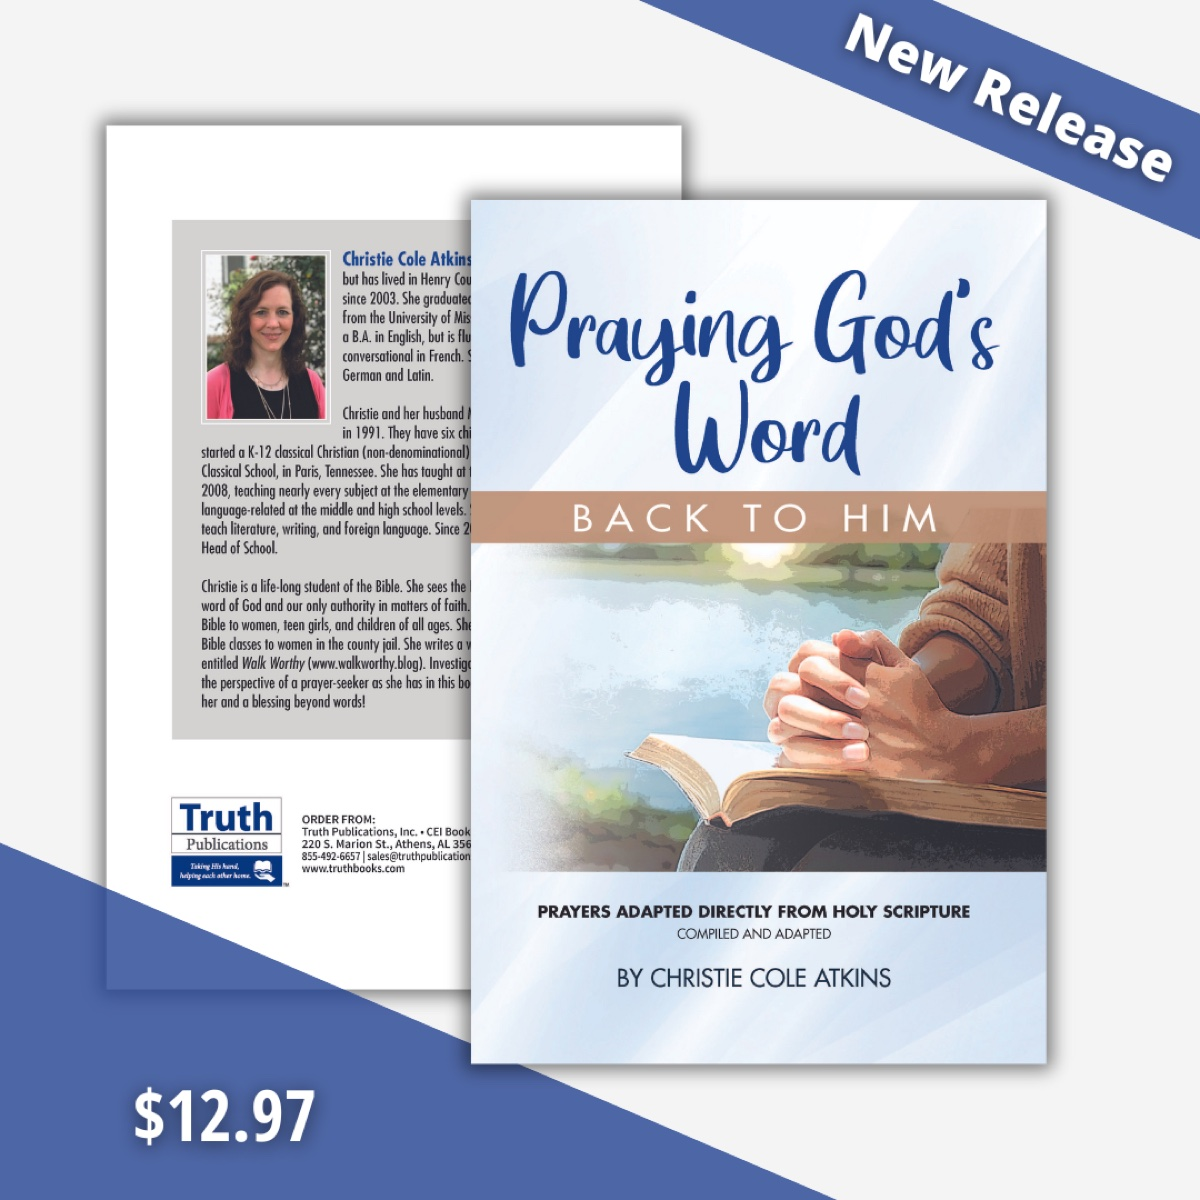 New Release
Christie Cole Atkins
but has lived in Henry
since 2003. She graduated
from the University of
a B.A. in English, but is
conversational in French.
German and Latin.
Christie and her husband
in 1991. They have six
started a K-12 classical Christian (non-denominational)
Classical School, in Paris, Tennessee. She has taught at
2008, teaching nearly every subject at the elementary
language-related at the middle and high school levels.
teach literature, writing, and foreign language. Since
Head of School.
Christie is a life-long student of the Bible. She sees the
word of God and our only authority in matters of faith.
Bible to women, teen girls, and children of all ages. She
Bible classes to women in the county jail. She writes a
entitled Walk Worthy (www.walkworthy.blog).
the perspective of a prayer-seeker as she has in this
her and a blessing beyond words!
Truth
Publications
Taking His hand,
helping each other home.
TM
ORDER FROM:
Truth Publications, Inc. • CEI Book
220 S. Marion St., Athens, AL 356
855-492-6657 | sales@truthpublication
www.truthbooks.com
Praying God's
Word
BACK TO HIM
PRAYERS ADAPTED DIRECTLY FROM HOLY SCRIPTURE
COMPILED AND ADAPTED
BY CHRISTIE COLE ATKINS
$12.97